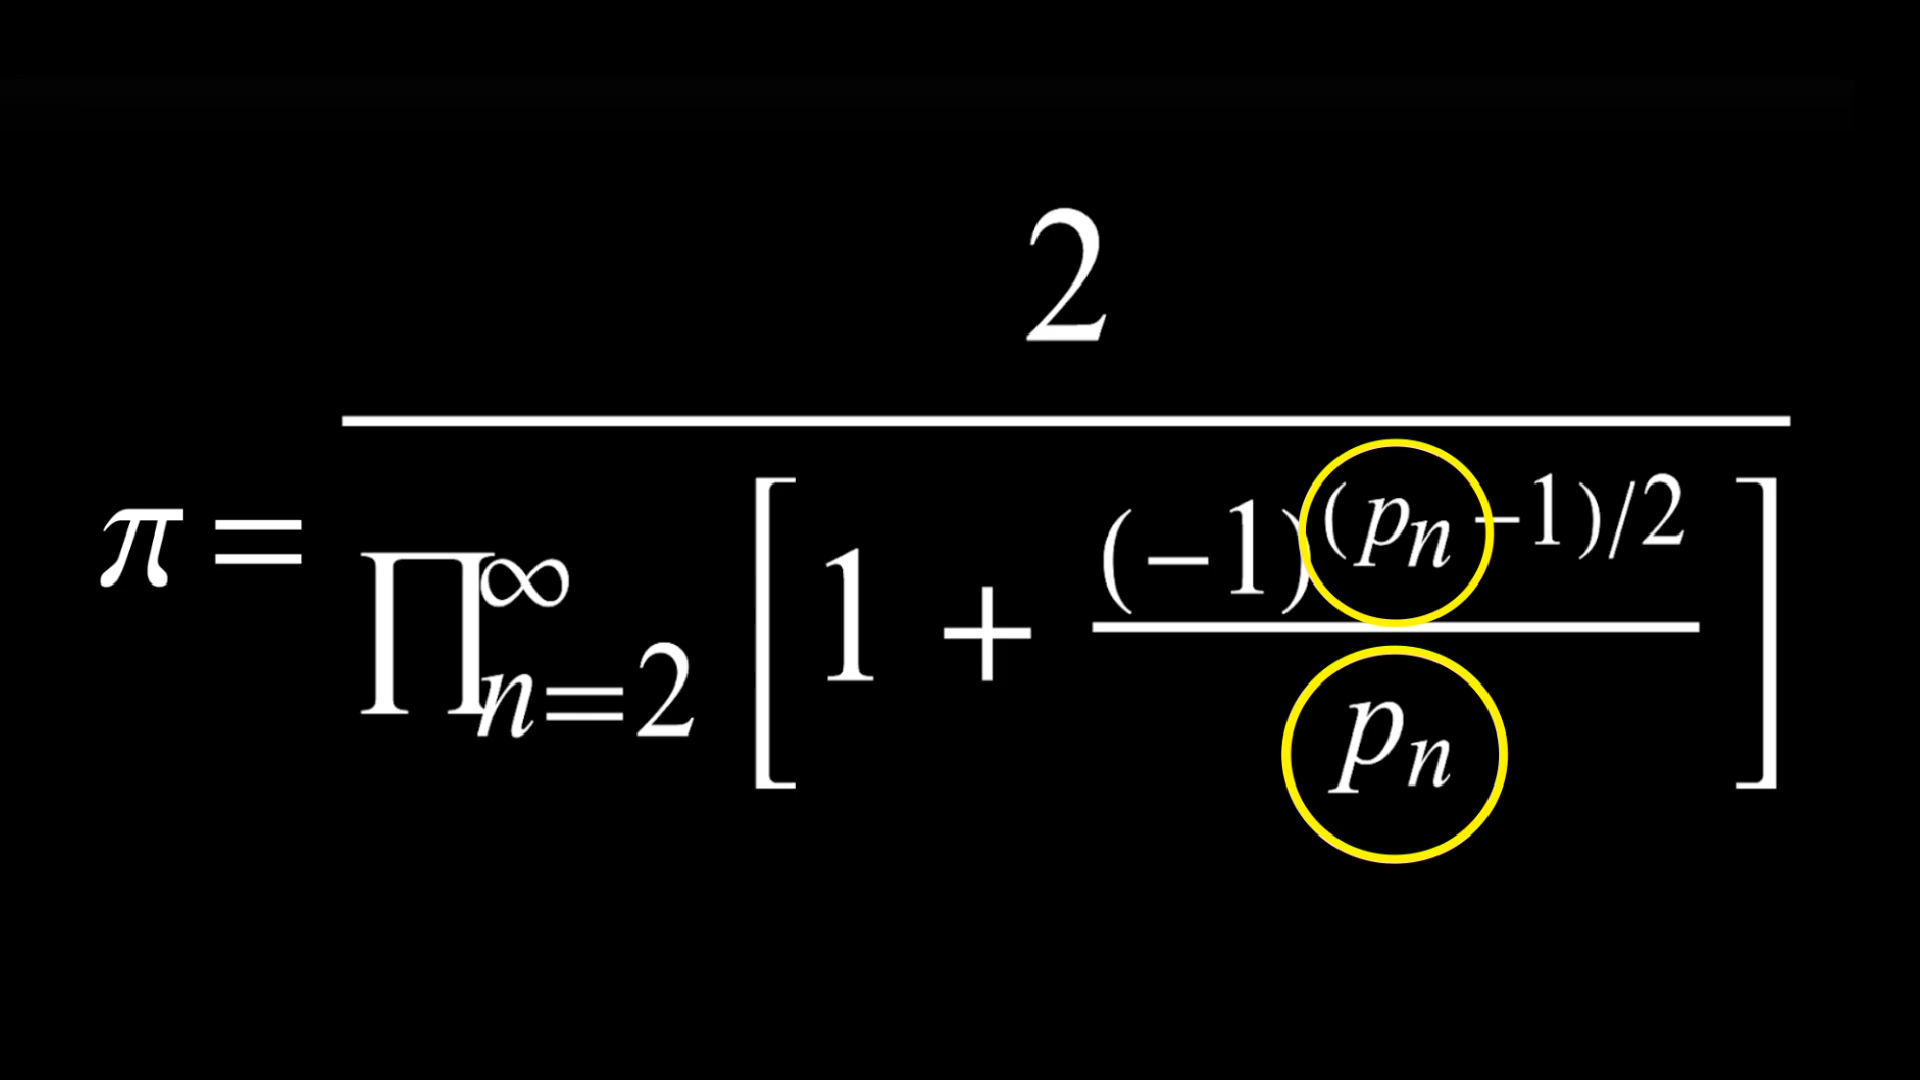 π = 2 / ∏ₙ₌₂^∞ [1 + (−1)^((pₙ−1)/2) / pₙ]